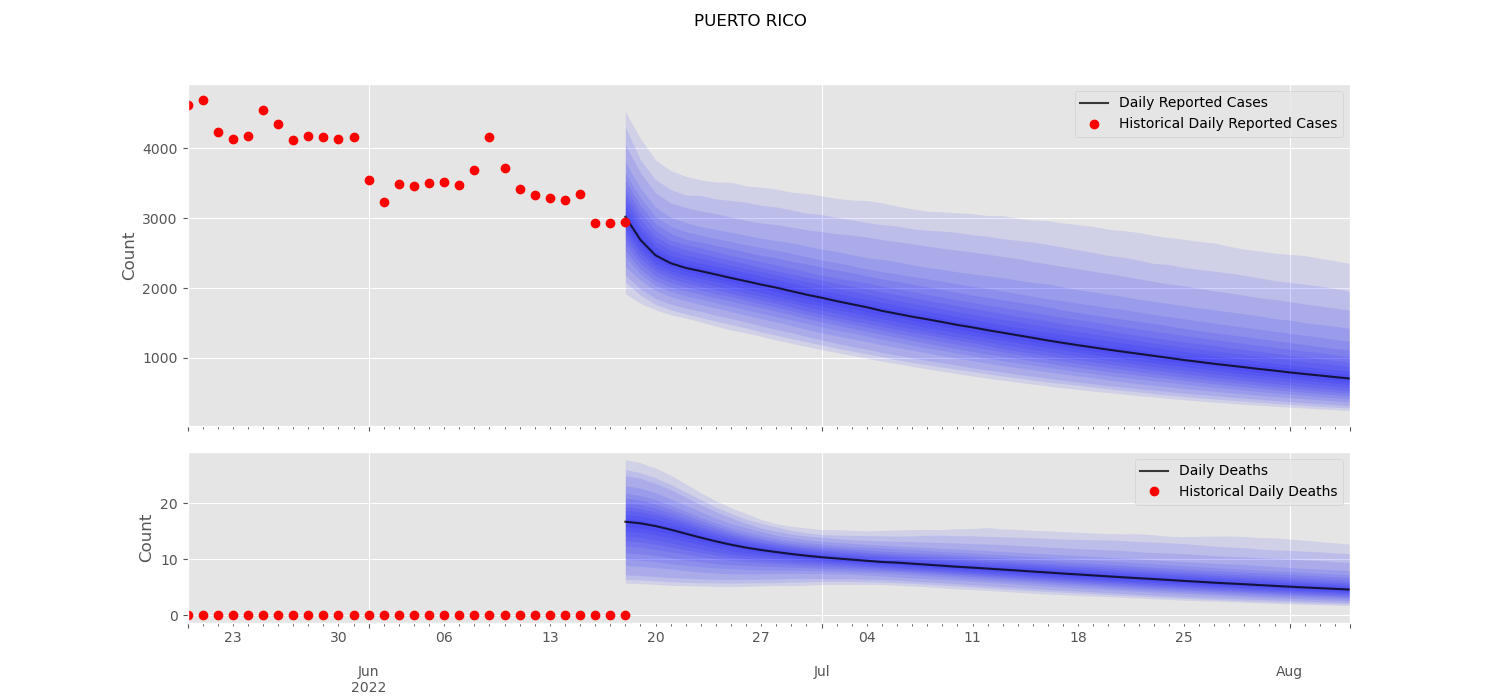 PUERTO RICO
Daily Reported Cases
Historical Daily Reported Cases
4000
3000
2000
1000
Count
Daily Deaths
Historical Daily Deaths
20
10
0
Count
23 30 06 13 20 27 04 11 18 25
Jun Jul Aug
2022